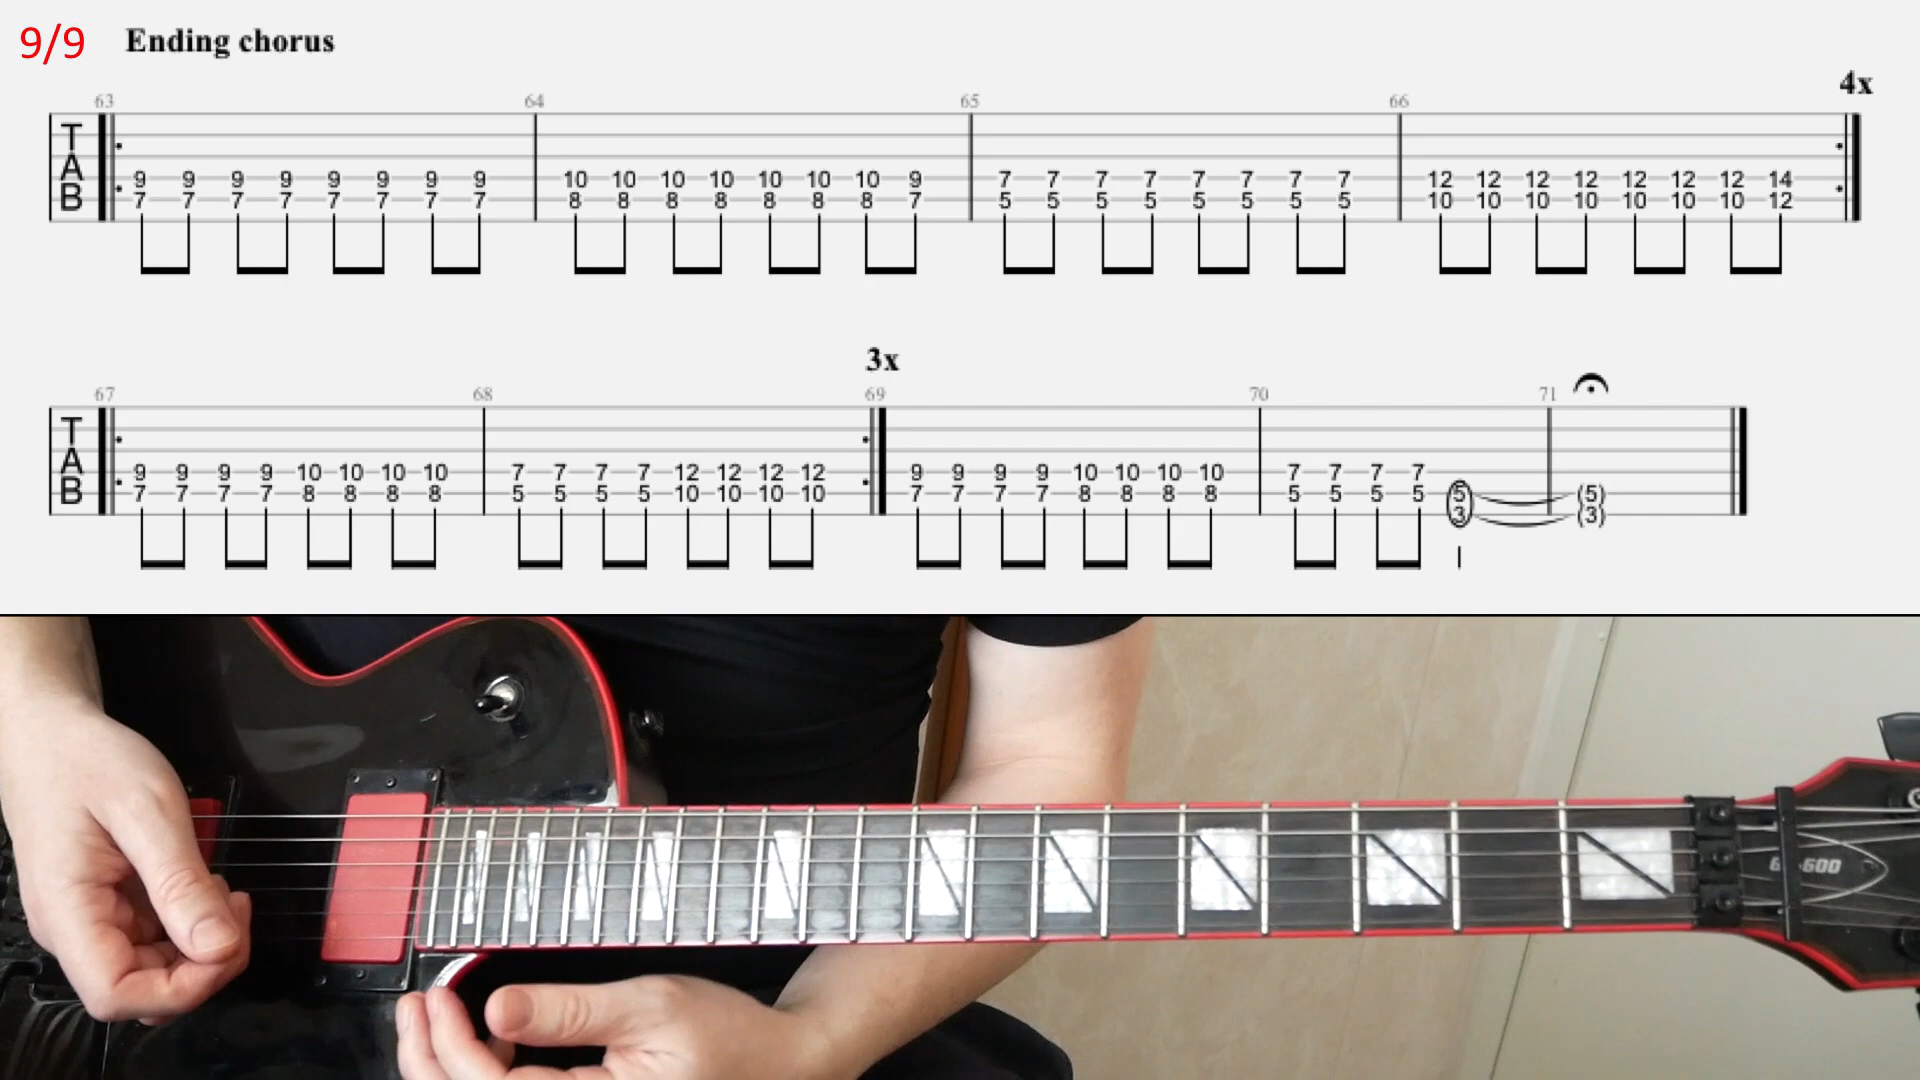 9/9 Ending chorus
4x
63 64 65 66
T
A 9 9 9 9 9 9 9 9 10 10 10 10 10 10 10 9 7 7 7 7 7 7 7 7 12 12 12 12 12 12 12 14
B 7 7 7 7 7 7 7 7 8 8 8 8 8 8 8 7 5 5 5 5 5 5 5 5 10 10 10 10 10 10 10 12
3x
67 68 69 70 71
T
A 9 9 9 9 10 10 10 10 7 7 7 7 12 12 12 12 9 9 9 9 10 10 10 10 7 7 7 7
B 7 7 7 7 8 8 8 8 5 5 5 5 10 10 10 10 7 7 7 7 8 8 8 8 5 5 5 5 5 (5)
3 (3)